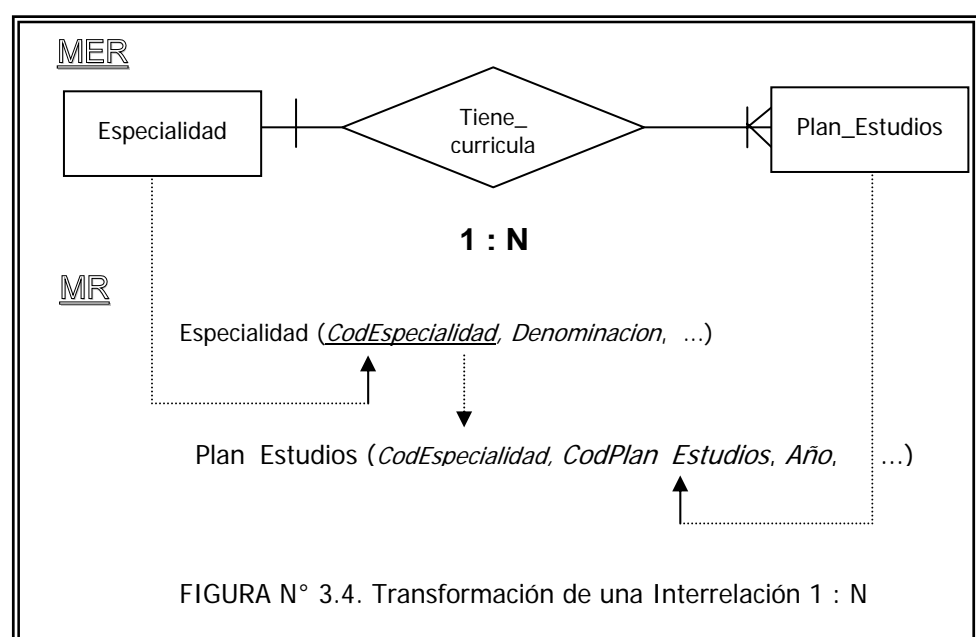 MER
Especialidad
Tiene_
curricula
Plan_Estudios
1 : N
MR
Especialidad (CodEspecialidad, Denominacion, ...)
Plan Estudios (CodEspecialidad, CodPlan Estudios, Año, ...)
FIGURA N° 3.4. Transformación de una Interrelación 1 : N